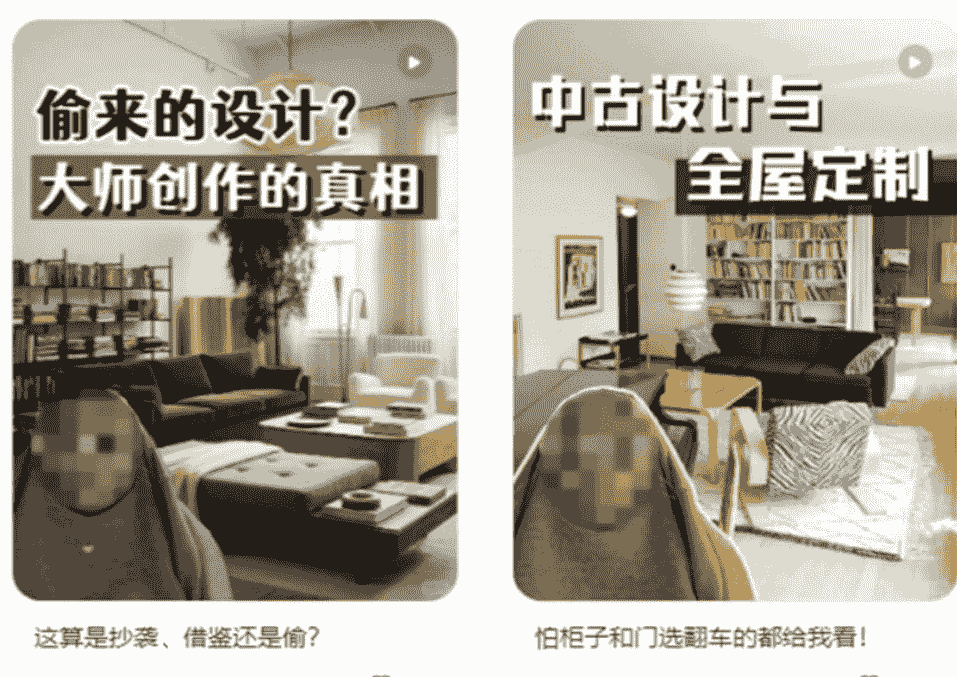 偷来的设计?
大师创作的真相
这算是抄袭、借鉴还是偷?
中古设计与
全屋定制
怕柜子和门选翻车的都给我看!